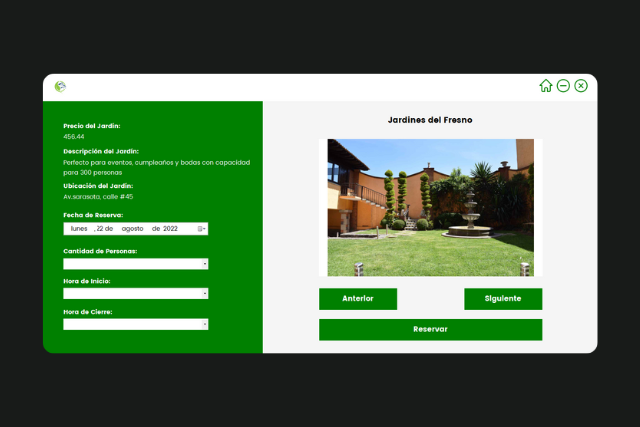 Precio del Jardín:
456.44
Descripción del Jardín:
Perfecto para eventos, cumpleaños y bodas con capacidad
para 300 personas
Ubicación del Jardín:
Av.sarasota, calle #45
Fecha de Reserva:
lunes , 22 de agosto de 2022
Cantidad de Personas:
Hora de Inicio:
Hora de Cierre:
Jardines del Fresno
Anterior
Siguiente
Reservar